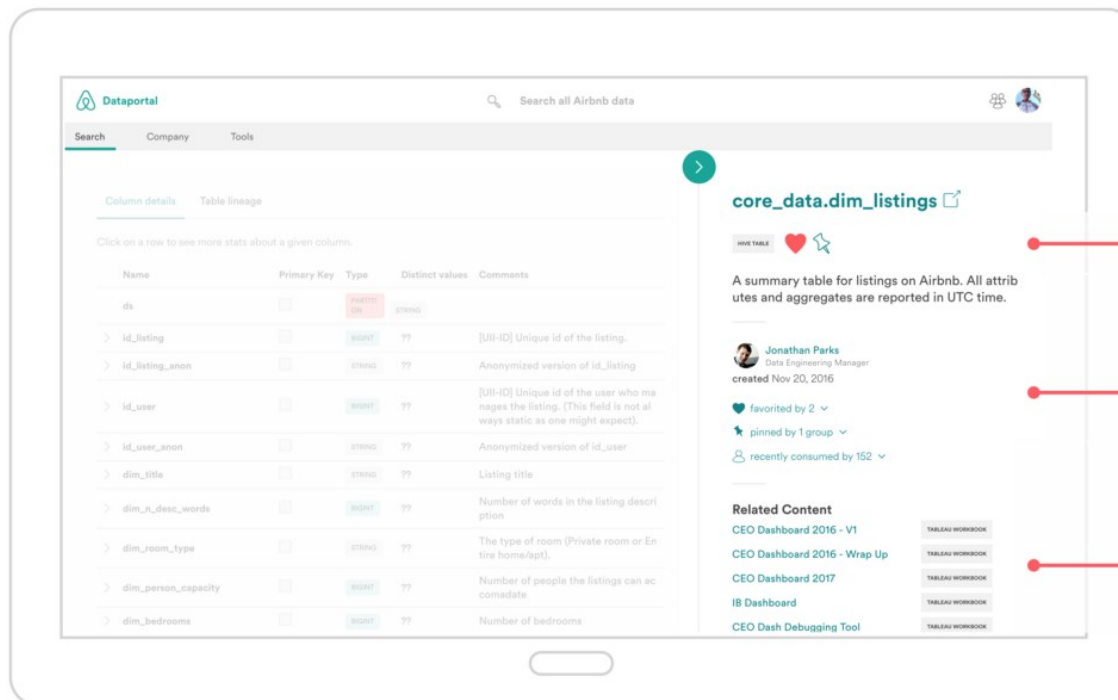 Dataportal
Search all Airbnb data
Search Company Tools
Column details Table lineage
Click on a row to see more stats about a given column.
Name Primary Key Type Distinct values Comments
ds PARTITI
ON STRING
id_listing BIGINT ?? [UII-ID] Unique id of the listing.
id_listing_anon STRING ?? Anonymized version of id_listing
id_user BIGINT ?? [UII-ID] Unique id of the user who ma
nages the listing. (This field is not al
ways static as one might expect).
id_user_anon STRING ?? Anonymized version of id_user
dim_title STRING ?? Listing title
dim_n_desc_words BIGINT ?? Number of words in the listing descri
ption
dim_room_type STRING ?? The type of room (Private room or En
tire home/apt).
dim_person_capacity BIGINT ?? Number of people the listings can ac
comadate
dim_bedrooms BIGINT ?? Number of bedrooms
core_data.dim_listings
HIVE TABLE
A summary table for listings on Airbnb. All attrib
utes and aggregates are reported in UTC time.
Jonathan Parks
Data Engineering Manager
created Nov 20, 2016
favorited by 2
pinned by 1 group
recently consumed by 152
Related Content
CEO Dashboard 2016 - V1 TABLEAU WORKBOOK
CEO Dashboard 2016 - Wrap Up TABLEAU WORKBOOK
CEO Dashboard 2017 TABLEAU WORKBOOK
IB Dashboard TABLEAU WORKBOOK
CEO Dash Debugging Tool TABLEAU WORKBOOK